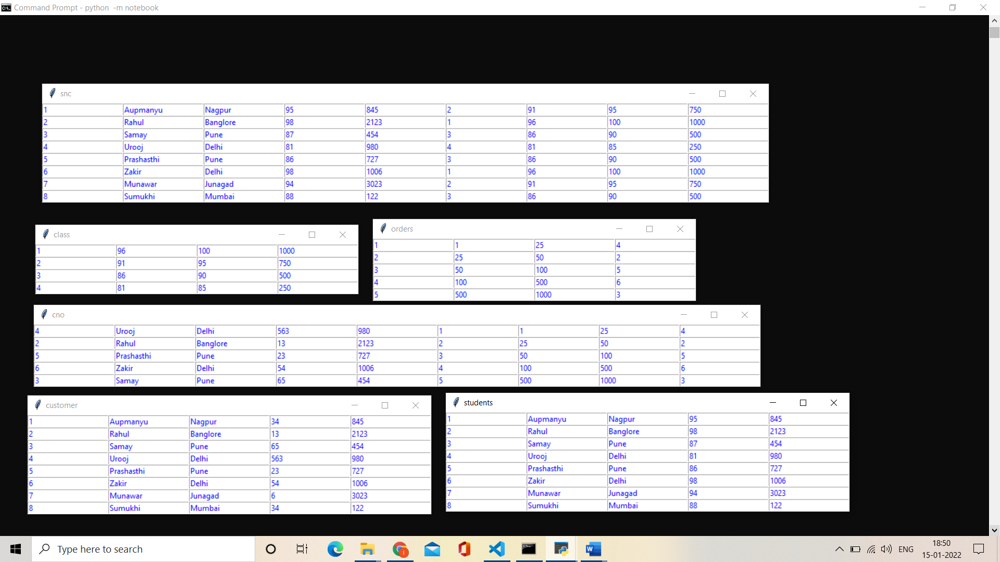 Command Prompt - python -m notebook
snc
1 Aupmanyu Nagpur 95 845 2 91 95 750
2 Rahul Banglore 98 2123 1 96 100 1000
3 Samay Pune 87 454 3 86 90 500
4 Urooj Delhi 81 980 4 81 85 250
5 Prashasthi Pune 86 727 3 86 90 500
6 Zakir Delhi 98 1006 1 96 100 1000
7 Munawar Junagad 94 3023 2 91 95 750
8 Sumukhi Mumbai 88 122 3 86 90 500
class
1 96 100 1000
2 91 95 750
3 86 90 500
4 81 85 250
orders
1 1 25 4
2 25 50 2
3 50 100 5
4 100 500 6
5 500 1000 3
cno
4 Urooj Delhi 563 980 1 1 25 4
2 Rahul Banglore 13 2123 2 25 50 2
5 Prashasthi Pune 23 727 3 50 100 5
6 Zakir Delhi 54 1006 4 100 500 6
3 Samay Pune 65 454 5 500 1000 3
customer
1 Aupmanyu Nagpur 34 845
2 Rahul Banglore 13 2123
3 Samay Pune 65 454
4 Urooj Delhi 563 980
5 Prashasthi Pune 23 727
6 Zakir Delhi 54 1006
7 Munawar Junagad 6 3023
8 Sumukhi Mumbai 34 122
students
1 Aupmanyu Nagpur 95 845
2 Rahul Banglore 98 2123
3 Samay Pune 87 454
4 Urooj Delhi 81 980
5 Prashasthi Pune 86 727
6 Zakir Delhi 98 1006
7 Munawar Junagad 94 3023
8 Sumukhi Mumbai 88 122
Type here to search
ENG
18:50
15-01-2022